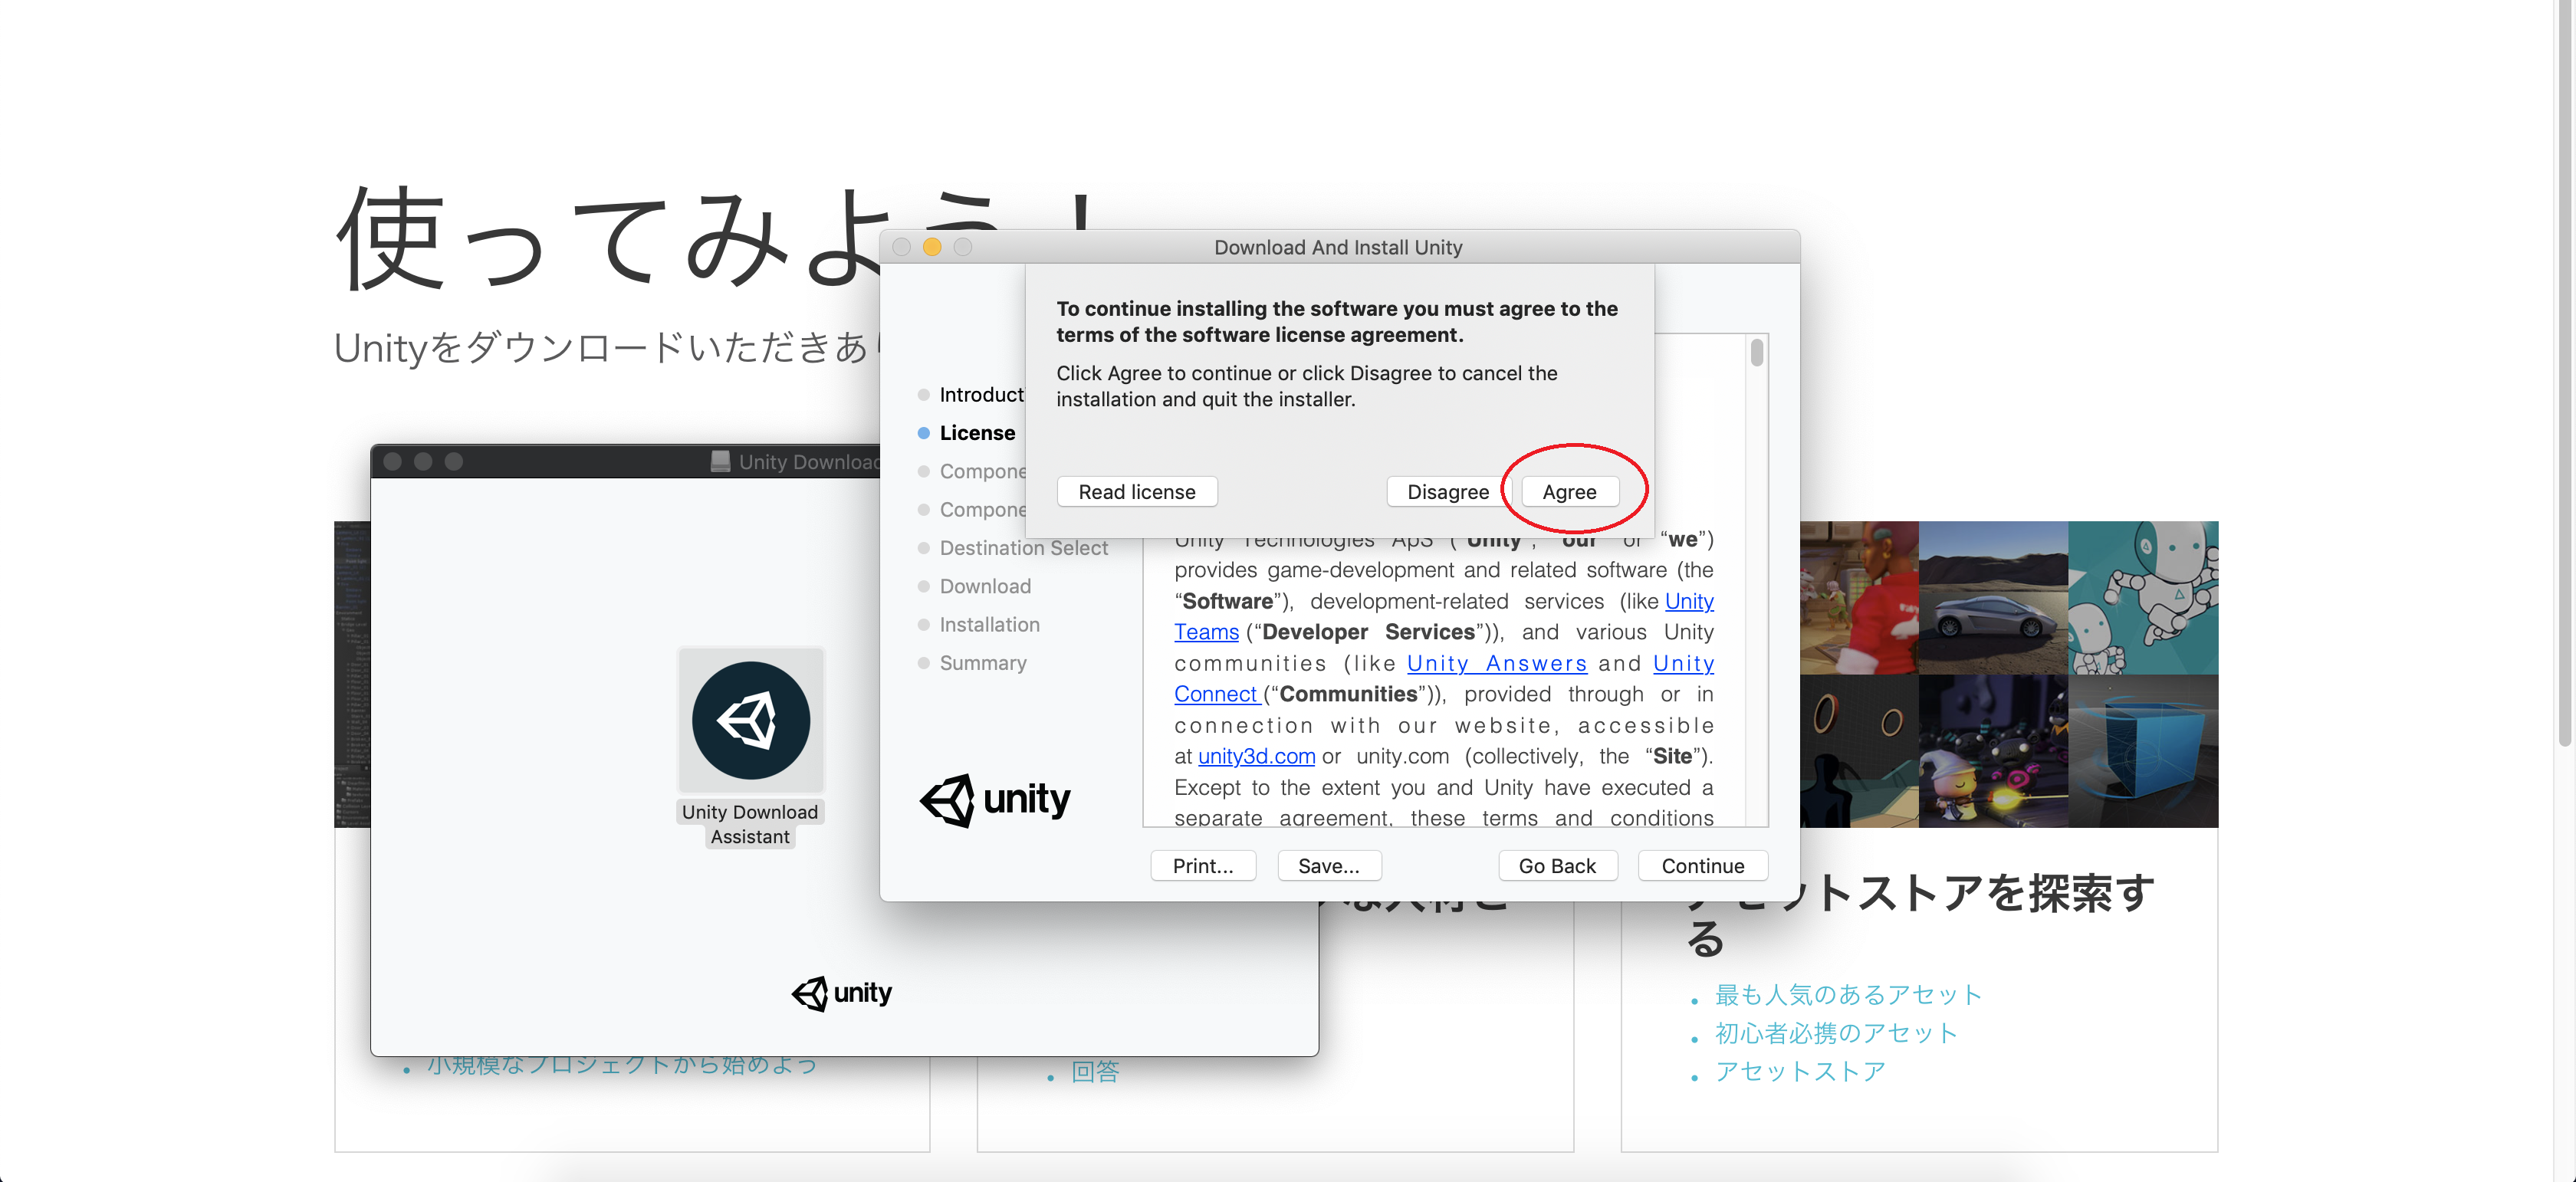 使ってみよう！
Unityをダウンロードいただきあ
Download And Install Unity
To continue installing the software you must agree to the
terms of the software license agreement.
Click Agree to continue or click Disagree to cancel the
installation and quit the installer.
Read license
Disagree
Agree
Introduct
License
Compone
Compone
Destination Select
Download
Installation
Summary
Unity Technologies ApS (“Unity”, “our” or “we”)
provides game-development and related software (the
“Software”), development-related services (like Unity
Teams (“Developer Services”)), and various Unity
communities (like Unity Answers and Unity
Connect (“Communities”)), provided through or in
connection with our website, accessible
at unity3d.com or unity.com (collectively, the “Site”).
Except to the extent you and Unity have executed a
separate agreement, these terms and conditions
unity
Print...
Save...
Go Back
Continue
Unity Download
Unity Download
Assistant
unity
小規模なプロジェクトから始めよう
回答
アセットストアを探索す
る
最も人気のあるアセット
初心者必携のアセット
アセットストア